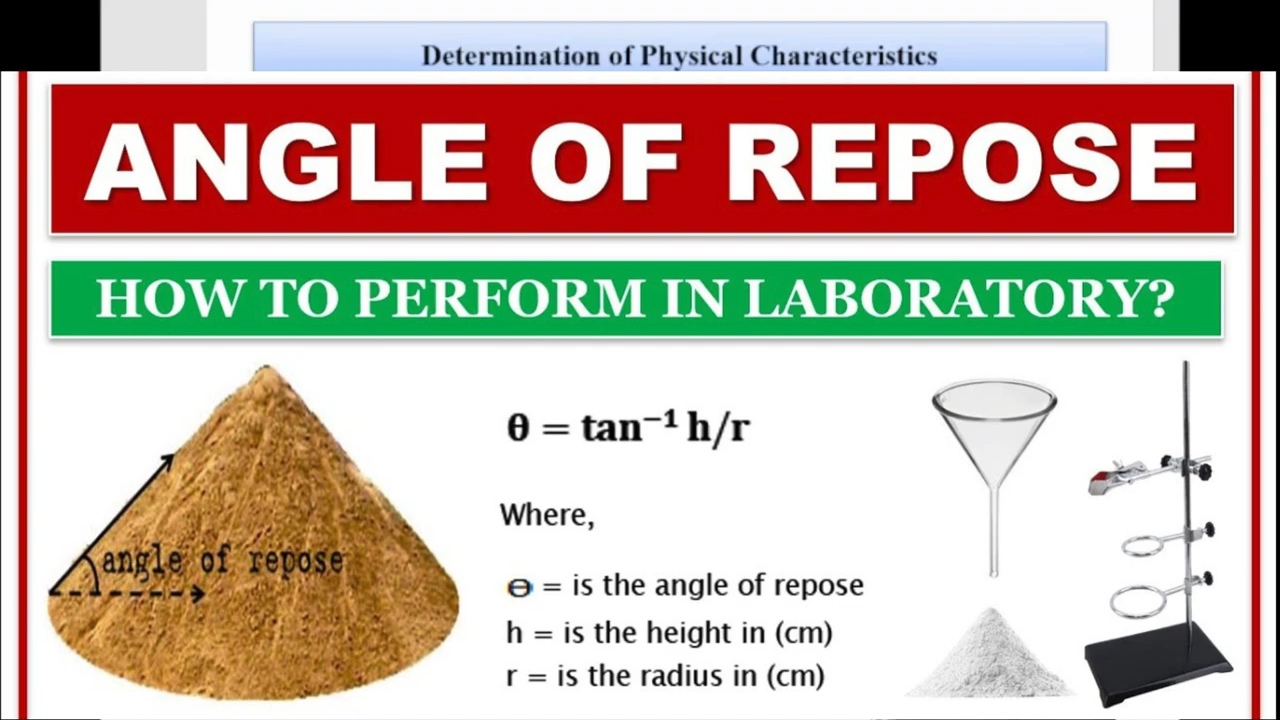 Determination of Physical Characteristics
ANGLE OF REPOSE
HOW TO PERFORM IN LABORATORY?
θ = tan⁻¹ h/r
Where,
angle of repose
ө = is the angle of repose
h = is the height in (cm)
r = is the radius in (cm)